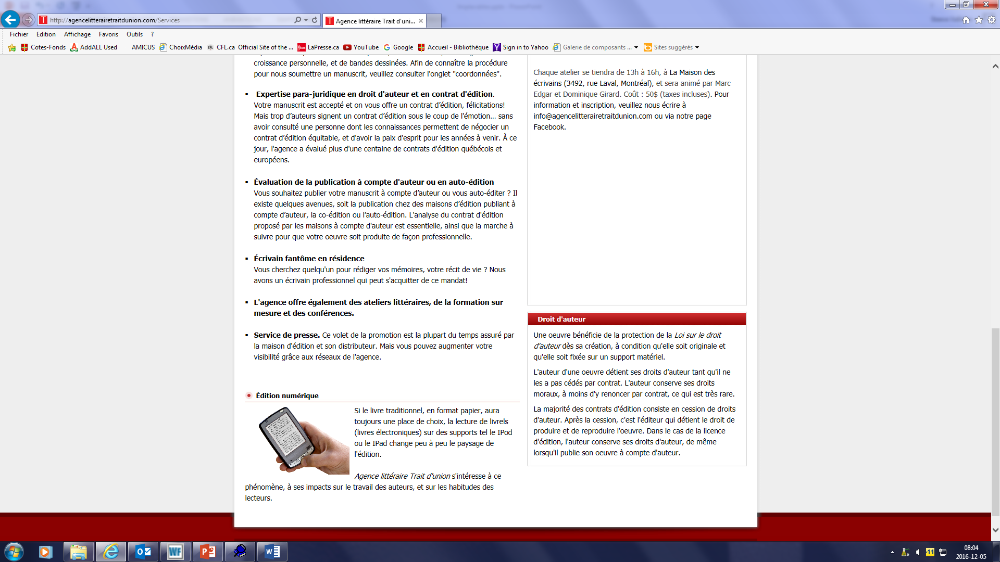 http://agencelitterairetraitdunion.com/Services
Agence littéraire Trait d'uni...
Fichier Edition Affichage Favoris Outils ?
Cotes-Fonds AddALL Used AMICUS ChoixMédia CFL.ca Official Site of the ... LaPresse.ca YouTube Google Accueil - Bibliothèque Sign in to Yahoo Galerie de composants ... Sites suggérés
croissance personnelle, et de bandes dessinées. Afin de connaître la procédure
pour nous soumettre un manuscrit, veuillez consulter l'onglet "coordonnées".
▪ Expertise para-juridique en droit d'auteur et en contrat d'édition.
Votre manuscrit est accepté et on vous offre un contrat d’édition, félicitations!
Mais trop d’auteurs signent un contrat d’édition sous le coup de l'émotion... sans
avoir consulté une personne dont les connaissances permettent de négocier un
contrat d’édition équitable, et d'avoir la paix d'esprit pour les années à venir. À ce
jour, l'agence a évalué plus d'une centaine de contrats d'édition québécois et
européens.
▪ Évaluation de la publication à compte d'auteur ou en auto-édition
Vous souhaitez publier votre manuscrit à compte d’auteur ou vous auto-éditer ? Il
existe quelques avenues, soit la publication chez des maisons d’édition publiant à
compte d’auteur, la co-édition ou l’auto-édition. L'analyse du contrat d'édition
proposé par les maisons à compte d'auteur est essentielle, ainsi que la marche à
suivre pour que votre oeuvre soit produite de façon professionnelle.
▪ Écrivain fantôme en résidence
Vous cherchez quelqu'un pour rédiger vos mémoires, votre récit de vie ? Nous
avons un écrivain professionnel qui peut s'acquitter de ce mandat!
▪ L'agence offre également des ateliers littéraires, de la formation sur
mesure et des conférences.
▪ Service de presse. Ce volet de la promotion est la plupart du temps assuré par
la maison d'édition et son distributeur. Mais vous pouvez augmenter votre
visibilité grâce aux réseaux de l'agence.
Édition numérique
Si le livre traditionnel, en format papier, aura
toujours une place de choix, la lecture de livrels
(livres électroniques) sur des supports tel le IPod
ou le IPad change peu à peu le paysage de
l'édition.
Agence littéraire Trait d'union s'intéresse à ce
phénomène, à ses impacts sur le travail des auteurs, et sur les habitudes des
lecteurs.
Chaque atelier se tiendra de 13h à 16h, à La Maison des
écrivains (3492, rue Laval, Montréal), et sera animé par Marc
Edgar et Dominique Girard. Coût : 50$ (taxes incluses). Pour
information et inscription, veuillez nous écrire à
info@agencelitterairetraitdunion.com ou via notre page
Facebook.
Droit d'auteur
Une oeuvre bénéficie de la protection de la Loi sur le droit
d'auteur dès sa création, à condition qu'elle soit originale et
qu'elle soit fixée sur un support matériel.
L'auteur d'une oeuvre détient ses droits d'auteur tant qu'il ne
les a pas cédés par contrat. L'auteur conserve ses droits
moraux, à moins d'y renoncer par contrat, ce qui est très rare.
La majorité des contrats d'édition consiste en cession de droits
d'auteur. Après la cession, c'est l'éditeur qui détient le droit de
produire et de reproduire l'oeuvre. Dans le cas de la licence
d'édition, l'auteur conserve ses droits d'auteur, de même
lorsqu'il publie son oeuvre à compte d'auteur.
11
08:04
2016-12-05